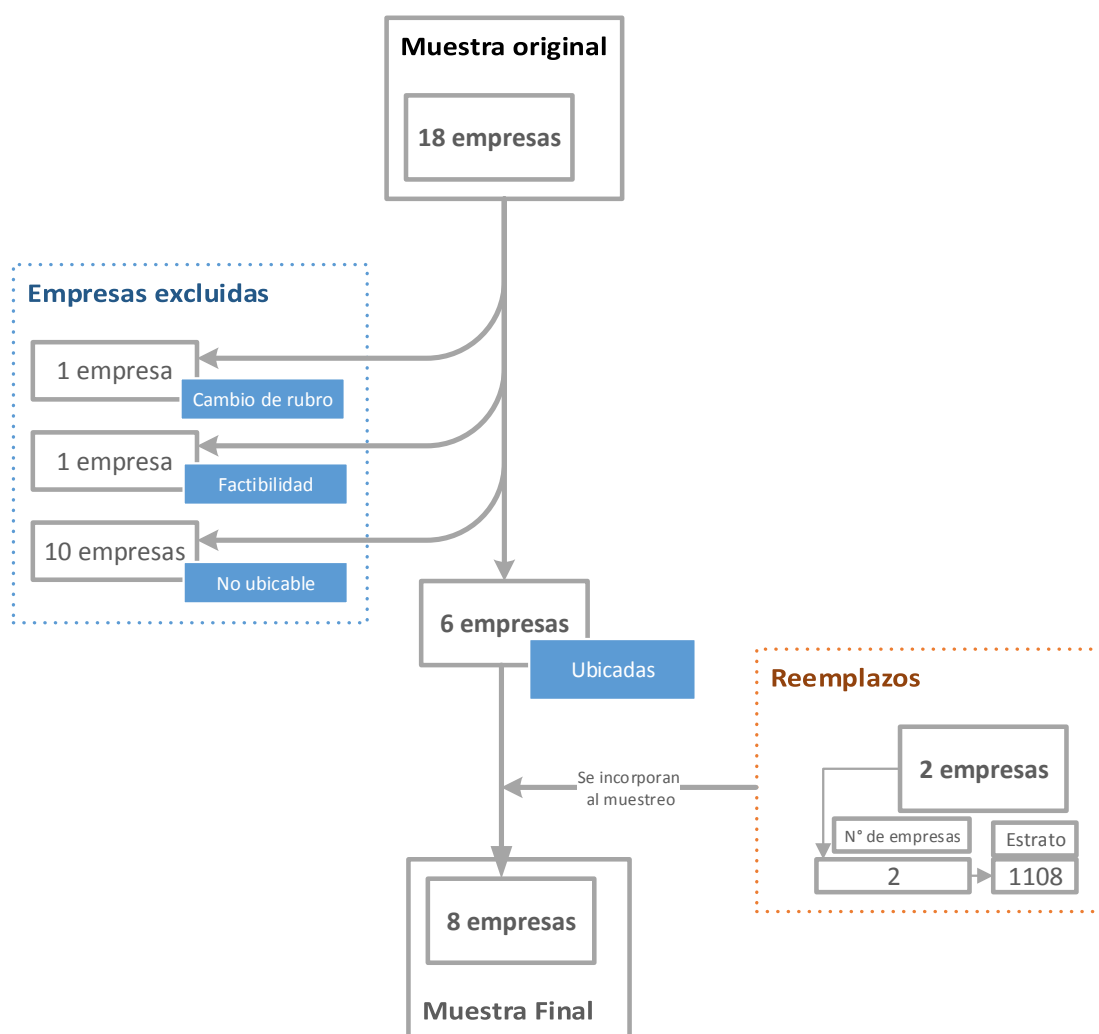 Muestra original
18 empresas
Empresas excluidas
1 empresa
Cambio de rubro
1 empresa
Factibilidad
10 empresas
No ubicable
6 empresas
Ubicadas
Reemplazos
2 empresas
Se incorporan
al muestreo
N° de empresas
Estrato
2
1108
8 empresas
Muestra Final